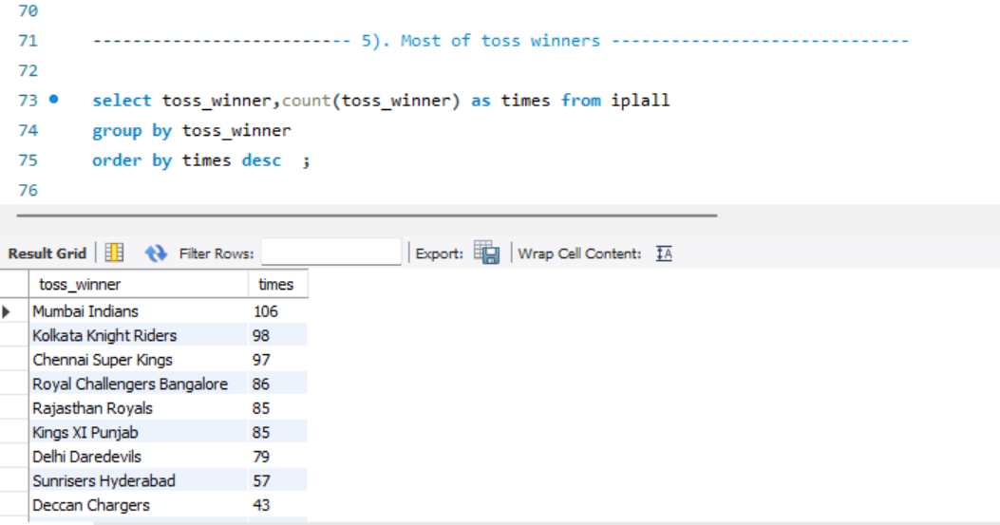 70
71 -------------------------- 5). Most of toss winners ------------------------------
72
73 select toss_winner,count(toss_winner) as times from iplall
74 group by toss_winner
75 order by times desc ;
76
Result Grid Filter Rows: Export: Wrap Cell Content: IA
toss_winner times
Mumbai Indians 106
Kolkata Knight Riders 98
Chennai Super Kings 97
Royal Challengers Bangalore 86
Rajasthan Royals 85
Kings XI Punjab 85
Delhi Daredevils 79
Sunrisers Hyderabad 57
Deccan Chargers 43